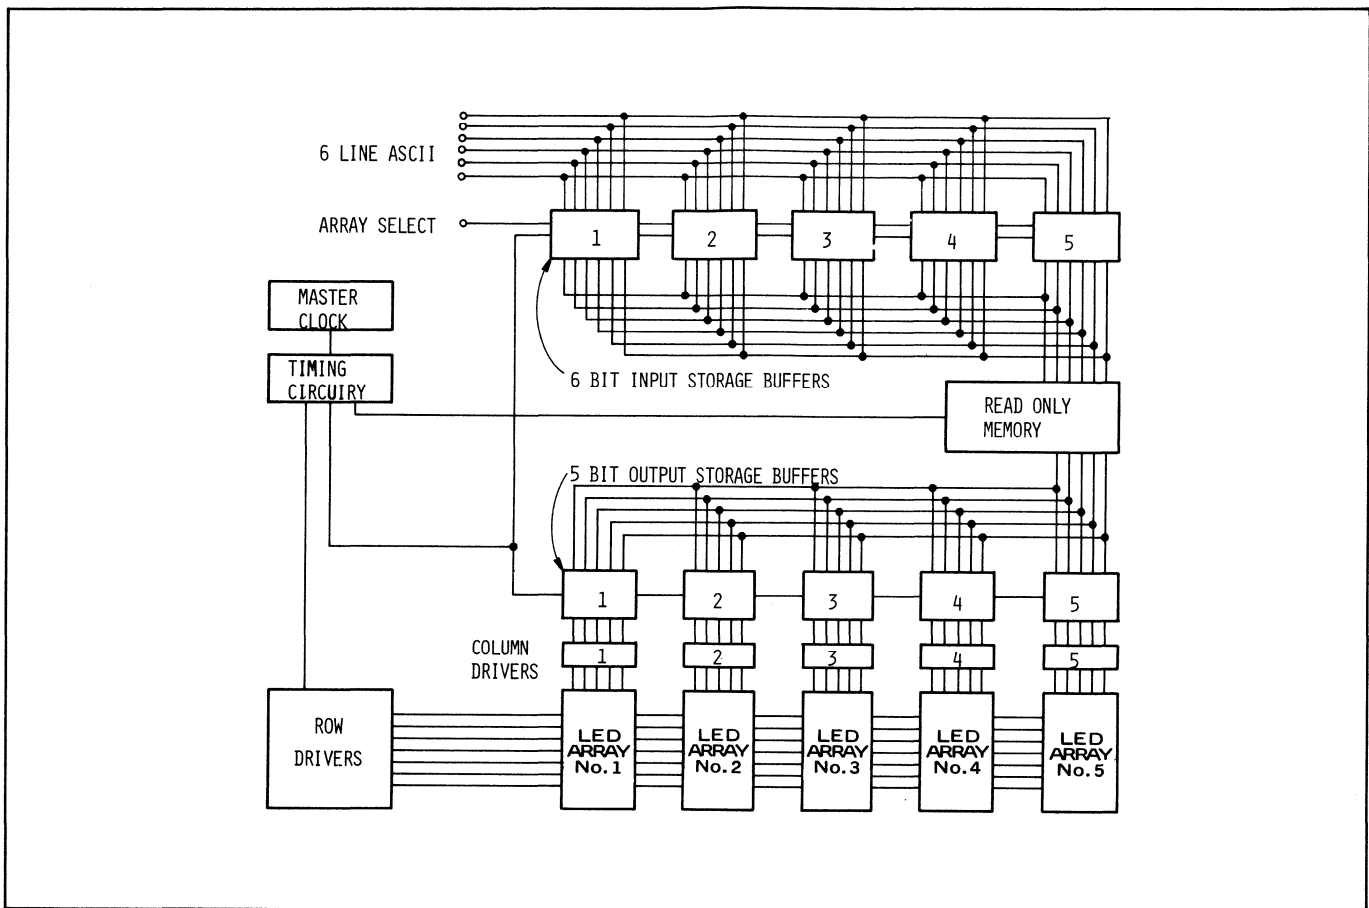 6 LINE ASCII
ARRAY SELECT
1 2 3 4 5
MASTER
CLOCK
TIMING
CIRCUIRY
6 BIT INPUT STORAGE BUFFERS
READ ONLY
MEMORY
5 BIT OUTPUT STORAGE BUFFERS
1 2 3 4 5
COLUMN
DRIVERS
1 2 3 4 5
ROW
DRIVERS
LED
ARRAY
No.1
LED
ARRAY
No.2
LED
ARRAY
No.3
LED
ARRAY
No.4
LED
ARRAY
No.5